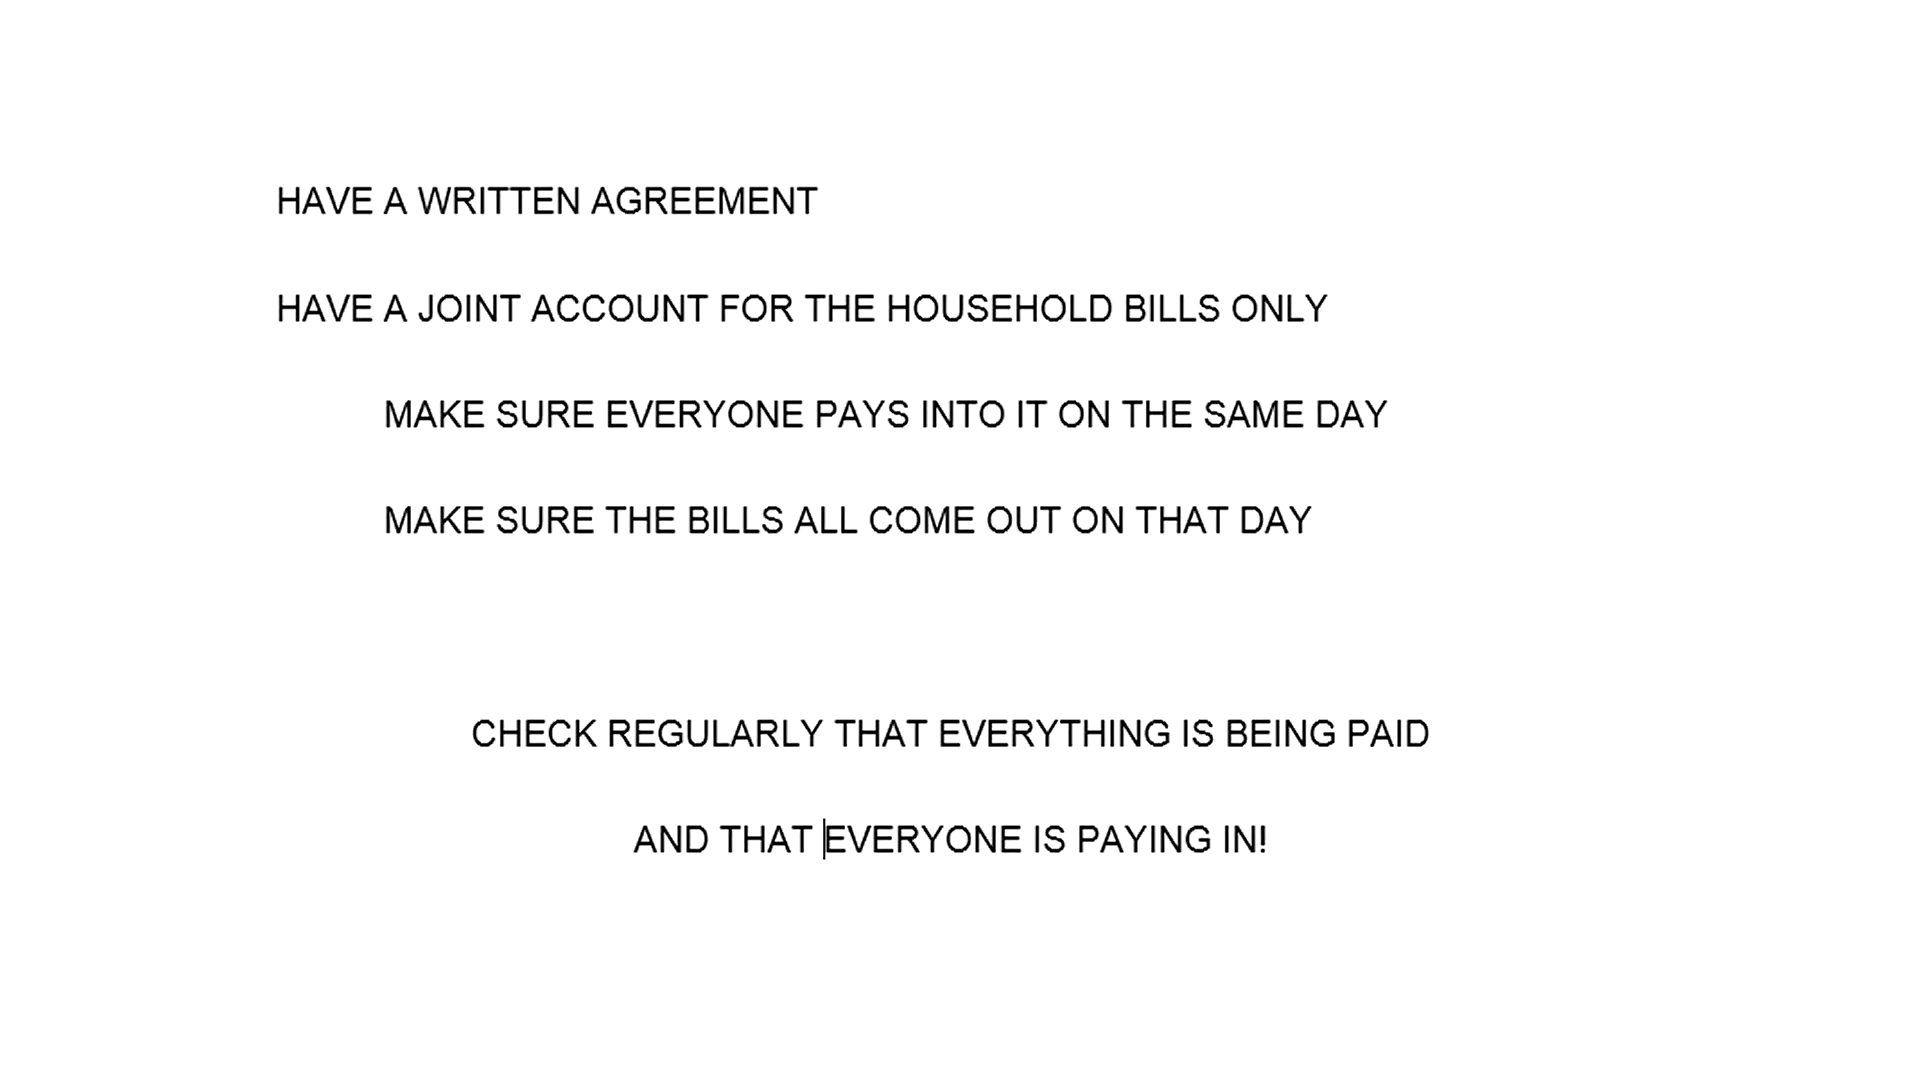 HAVE A WRITTEN AGREEMENT
HAVE A JOINT ACCOUNT FOR THE HOUSEHOLD BILLS ONLY
MAKE SURE EVERYONE PAYS INTO IT ON THE SAME DAY
MAKE SURE THE BILLS ALL COME OUT ON THAT DAY
CHECK REGULARLY THAT EVERYTHING IS BEING PAID
AND THAT EVERYONE IS PAYING IN!